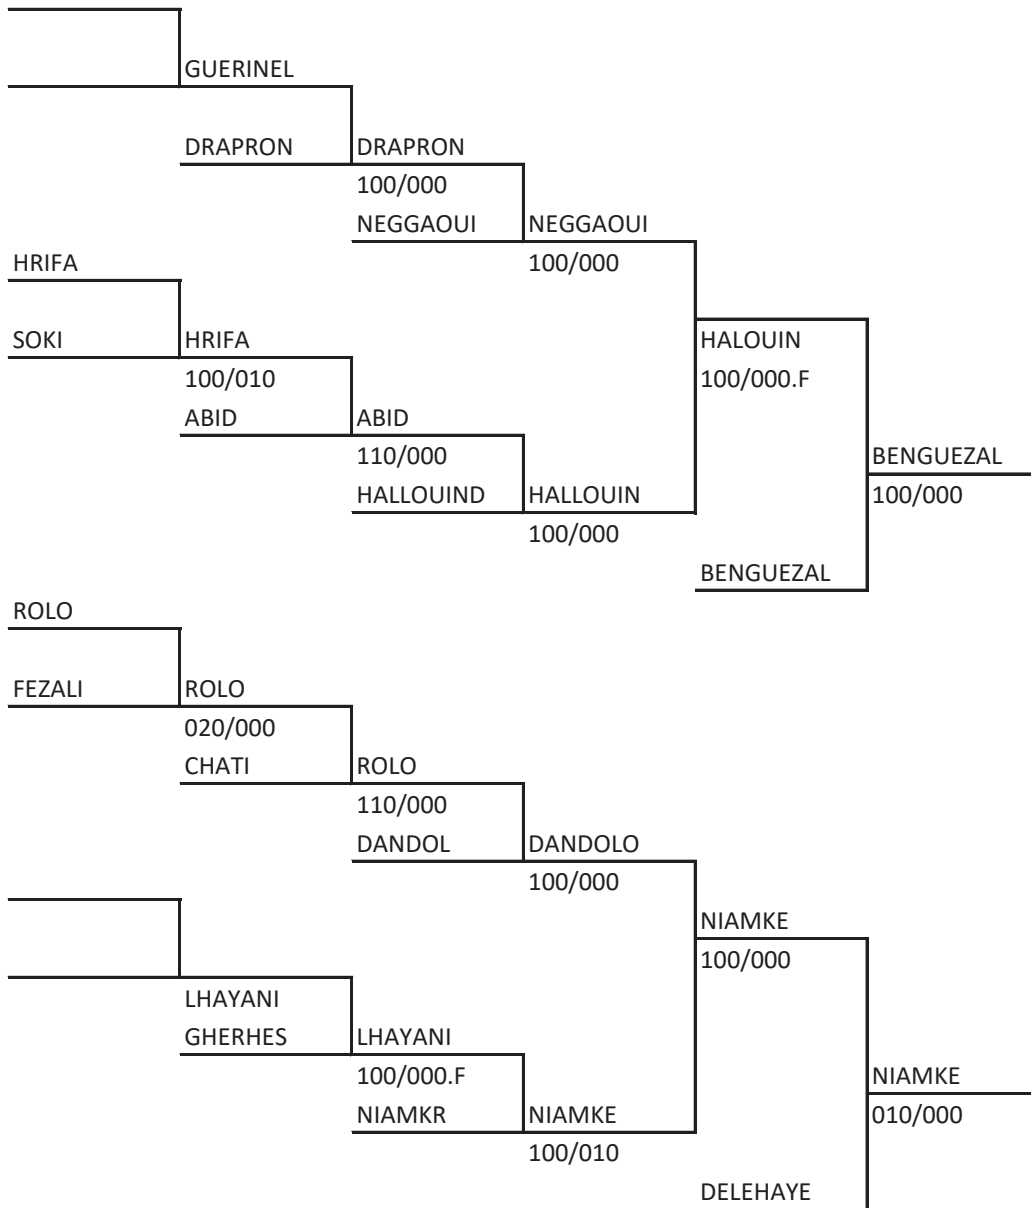 GUERINEL
DRAPRON DRAPRON
100/000
NEGGAOUI NEGGAOUI
HRIFA 100/000
SOKI HRIFA HALOUIN
100/010 100/000.F
ABID ABID
110/000 BENGUEZAL
HALLOUIND HALLOUIN 100/000
100/000
BENGUEZAL
ROLO
FEZALI ROLO
020/000
CHATI ROLO
110/000
DANDOL DANDOLO
100/000
NIAMKE
100/000
LHAYANI
GHERHES LHAYANI
100/000.F NIAMKE
NIAMKR NIAMKE 010/000
100/010
DELEHAYE